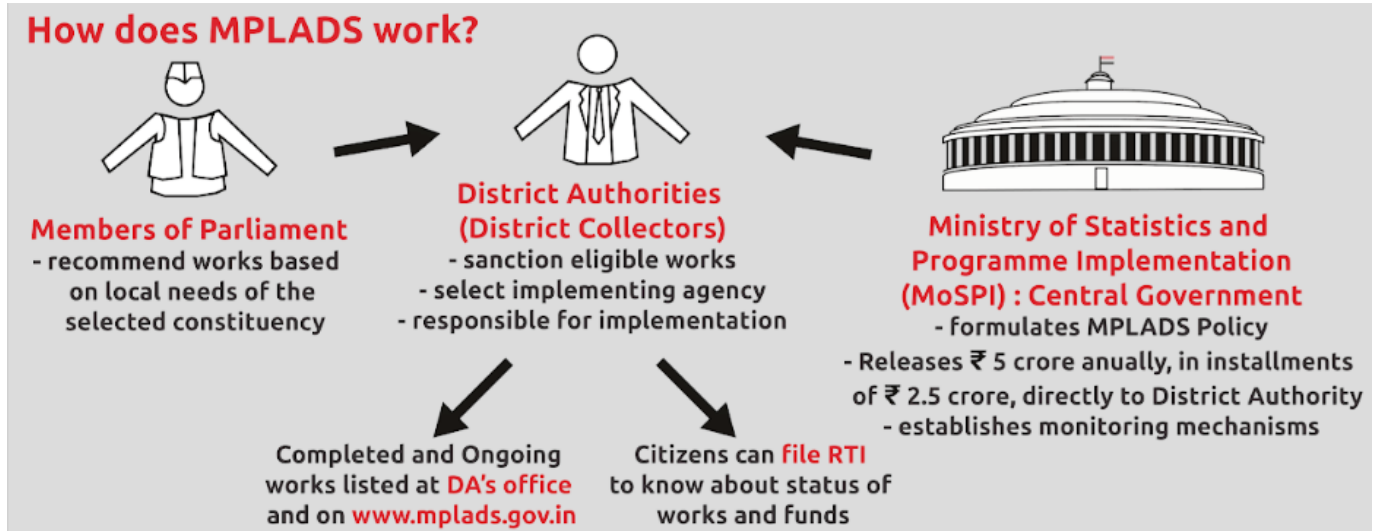 How does MPLADS work?
Members of Parliament
- recommend works based
on local needs of the
selected constituency
District Authorities
(District Collectors)
- sanction eligible works
- select implementing agency
- responsible for implementation
Ministry of Statistics and
Programme Implementation
(MoSPI) : Central Government
- formulates MPLADS Policy
- Releases ₹ 5 crore anually, in installments
of ₹ 2.5 crore, directly to District Authority
- establishes monitoring mechanisms
Completed and Ongoing
works listed at DA's office
and on www.mplads.gov.in
Citizens can file RTI
to know about status of
works and funds